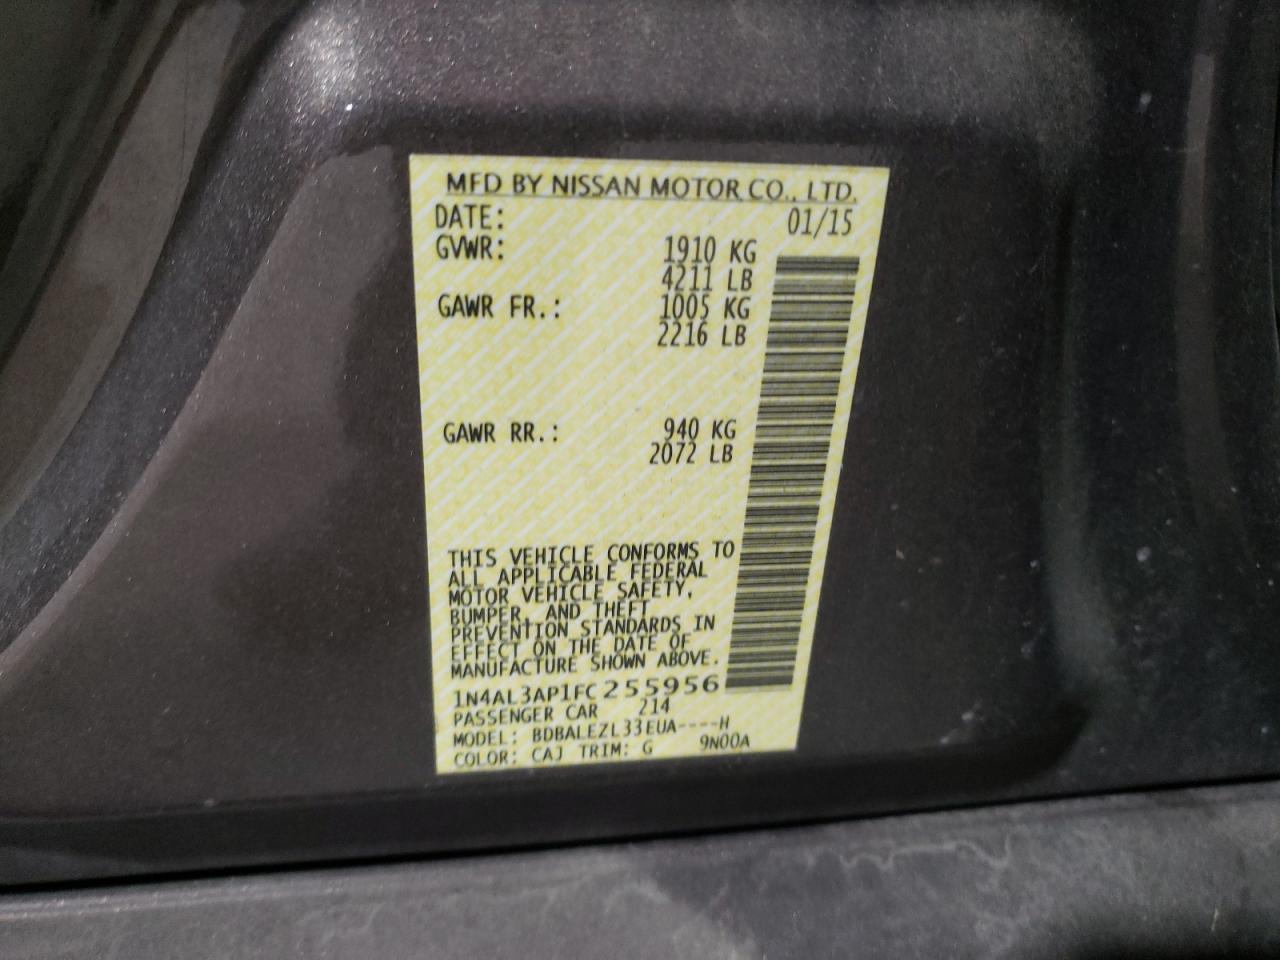 MFD BY NISSAN MOTOR CO., LTD.
DATE: 01/15
GVWR: 1910 KG
4211 LB
GAWR FR.: 1005 KG
2216 LB
GAWR RR.: 940 KG
2072 LB
THIS VEHICLE CONFORMS TO
ALL APPLICABLE FEDERAL
MOTOR VEHICLE SAFETY,
BUMPER, AND THEFT
PREVENTION STANDARDS IN
EFFECT ON THE DATE OF
MANUFACTURE SHOWN ABOVE.
1N4AL3AP1FC255956
PASSENGER CAR 214
MODEL: BDBALEZL33EUA----H
COLOR: CAJ TRIM: G 9N00A